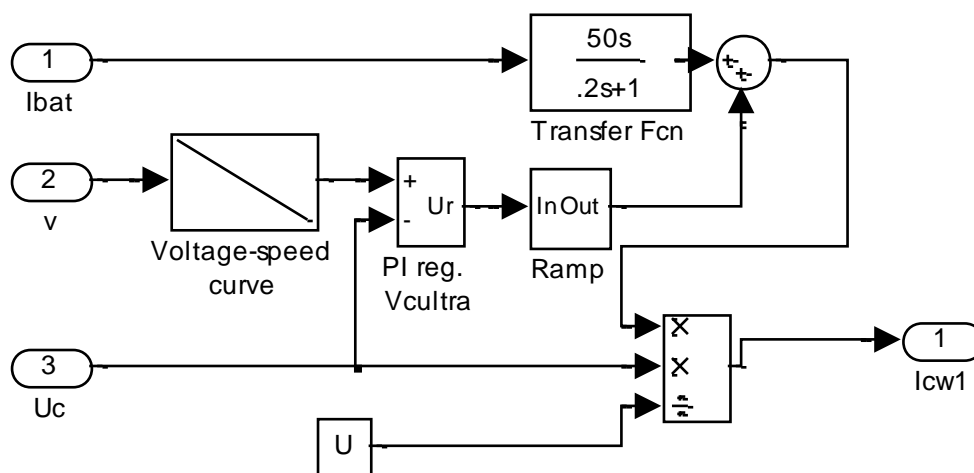 1
Ibat
50s
.2s+1
Transfer Fcn
+
+
2
v
Voltage-speed
curve
+
-
Ur
PI reg.
Vcultra
In Out
Ramp
3
Uc
U
×
×
÷
1
Icw1